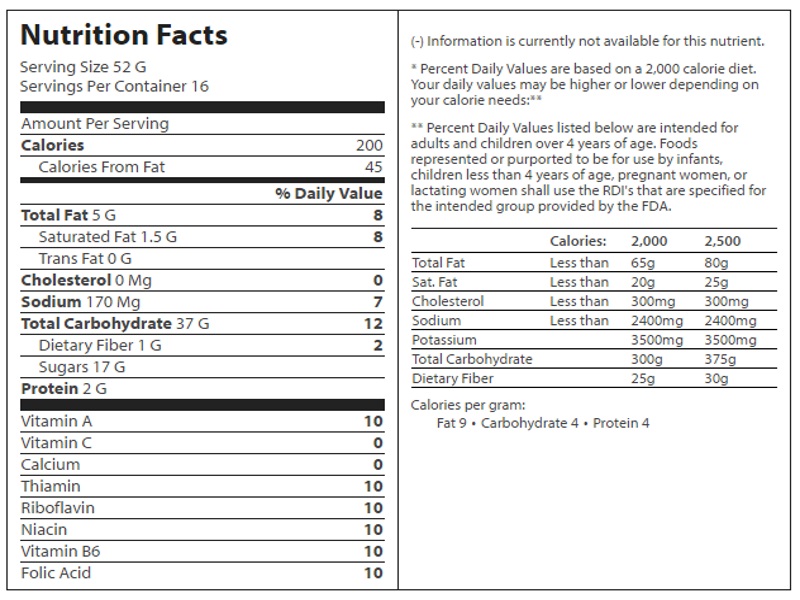 Nutrition Facts
Serving Size 52 G
Servings Per Container 16
Amount Per Serving
Calories 200
Calories From Fat 45
% Daily Value
Total Fat 5 G 8
Saturated Fat 1.5 G 8
Trans Fat 0 G
Cholesterol 0 Mg 0
Sodium 170 Mg 7
Total Carbohydrate 37 G 12
Dietary Fiber 1 G 2
Sugars 17 G
Protein 2 G
Vitamin A 10
Vitamin C 0
Calcium 0
Thiamin 10
Riboflavin 10
Niacin 10
Vitamin B6 10
Folic Acid 10
(-) Information is currently not available for this nutrient.
* Percent Daily Values are based on a 2,000 calorie diet.
Your daily values may be higher or lower depending on
your calorie needs:**
** Percent Daily Values listed below are intended for
adults and children over 4 years of age. Foods
represented or purported to be for use by infants,
children less than 4 years of age, pregnant women, or
lactating women shall use the RDI's that are specified for
the intended group provided by the FDA.
Calories: 2,000 2,500
Total Fat Less than 65g 80g
Sat. Fat Less than 20g 25g
Cholesterol Less than 300mg 300mg
Sodium Less than 2400mg 2400mg
Potassium 3500mg 3500mg
Total Carbohydrate 300g 375g
Dietary Fiber 25g 30g
Calories per gram:
Fat 9 • Carbohydrate 4 • Protein 4